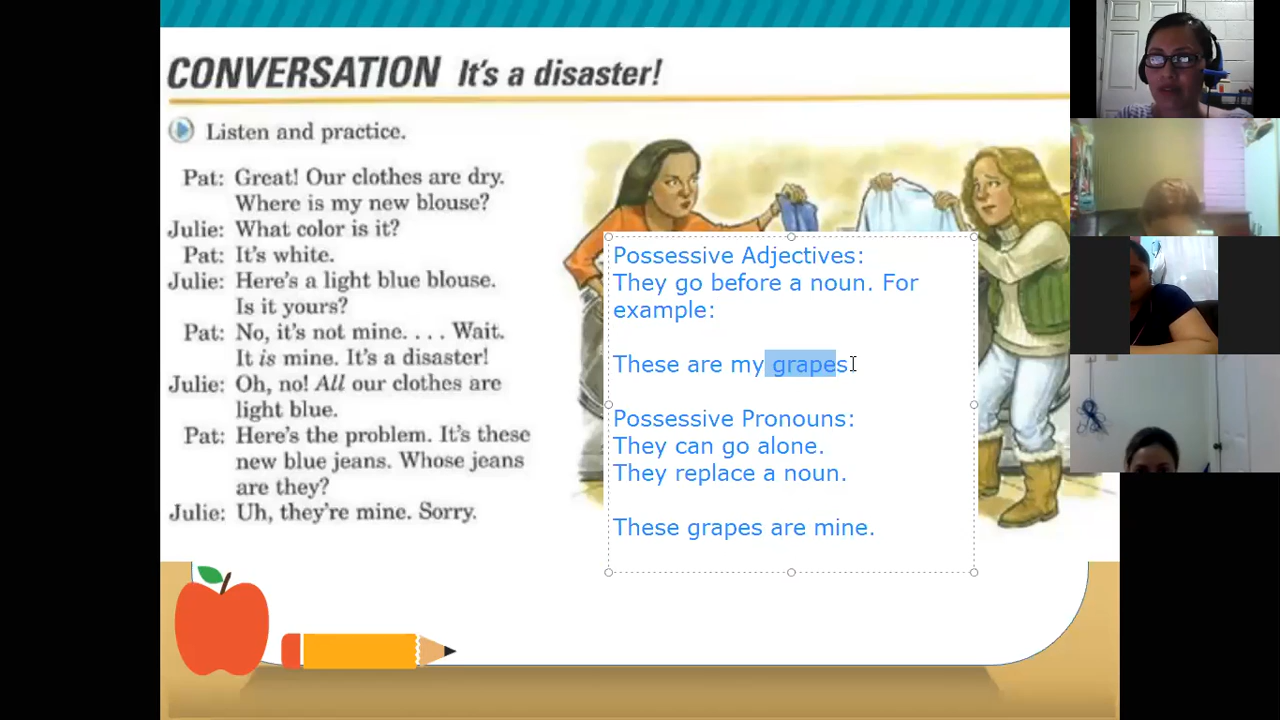 CONVERSATION It's a disaster!
Listen and practice.
Pat: Great! Our clothes are dry.
Where is my new blouse?
Julie: What color is it?
Pat: It's white.
Julie: Here's a light blue blouse.
Is it yours?
Pat: No, it's not mine. . . . Wait.
It is mine. It's a disaster!
Julie: Oh, no! All our clothes are
light blue.
Pat: Here's the problem. It's these
new blue jeans. Whose jeans
are they?
Julie: Uh, they're mine. Sorry.
Possessive Adjectives:
They go before a noun. For
example:
These are my grapes.
Possessive Pronouns:
They can go alone.
They replace a noun.
These grapes are mine.